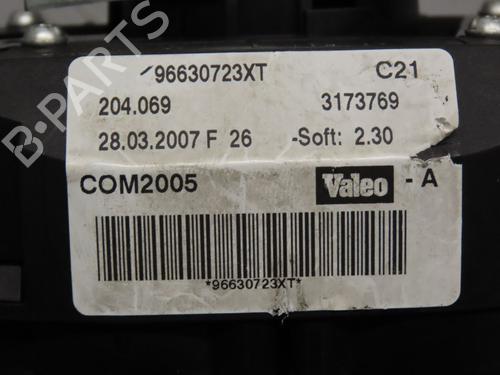 96630723XT C21
204.069 3173769
28.03.2007 F 26 -Soft: 2.30
COM2005 Valeo - A
*96630723XT*
B-PARTS